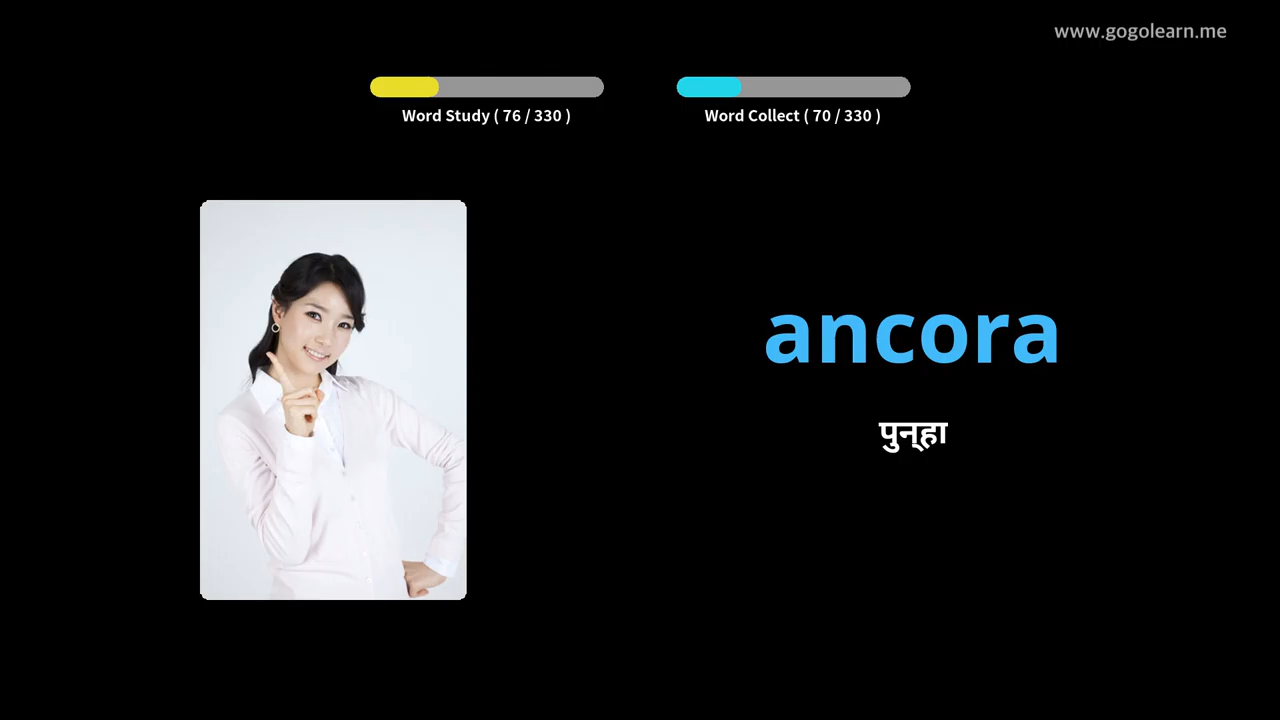 www.gogolearn.me
Word Study ( 76 / 330 )
Word Collect ( 70 / 330 )
ancora
पुन्हा